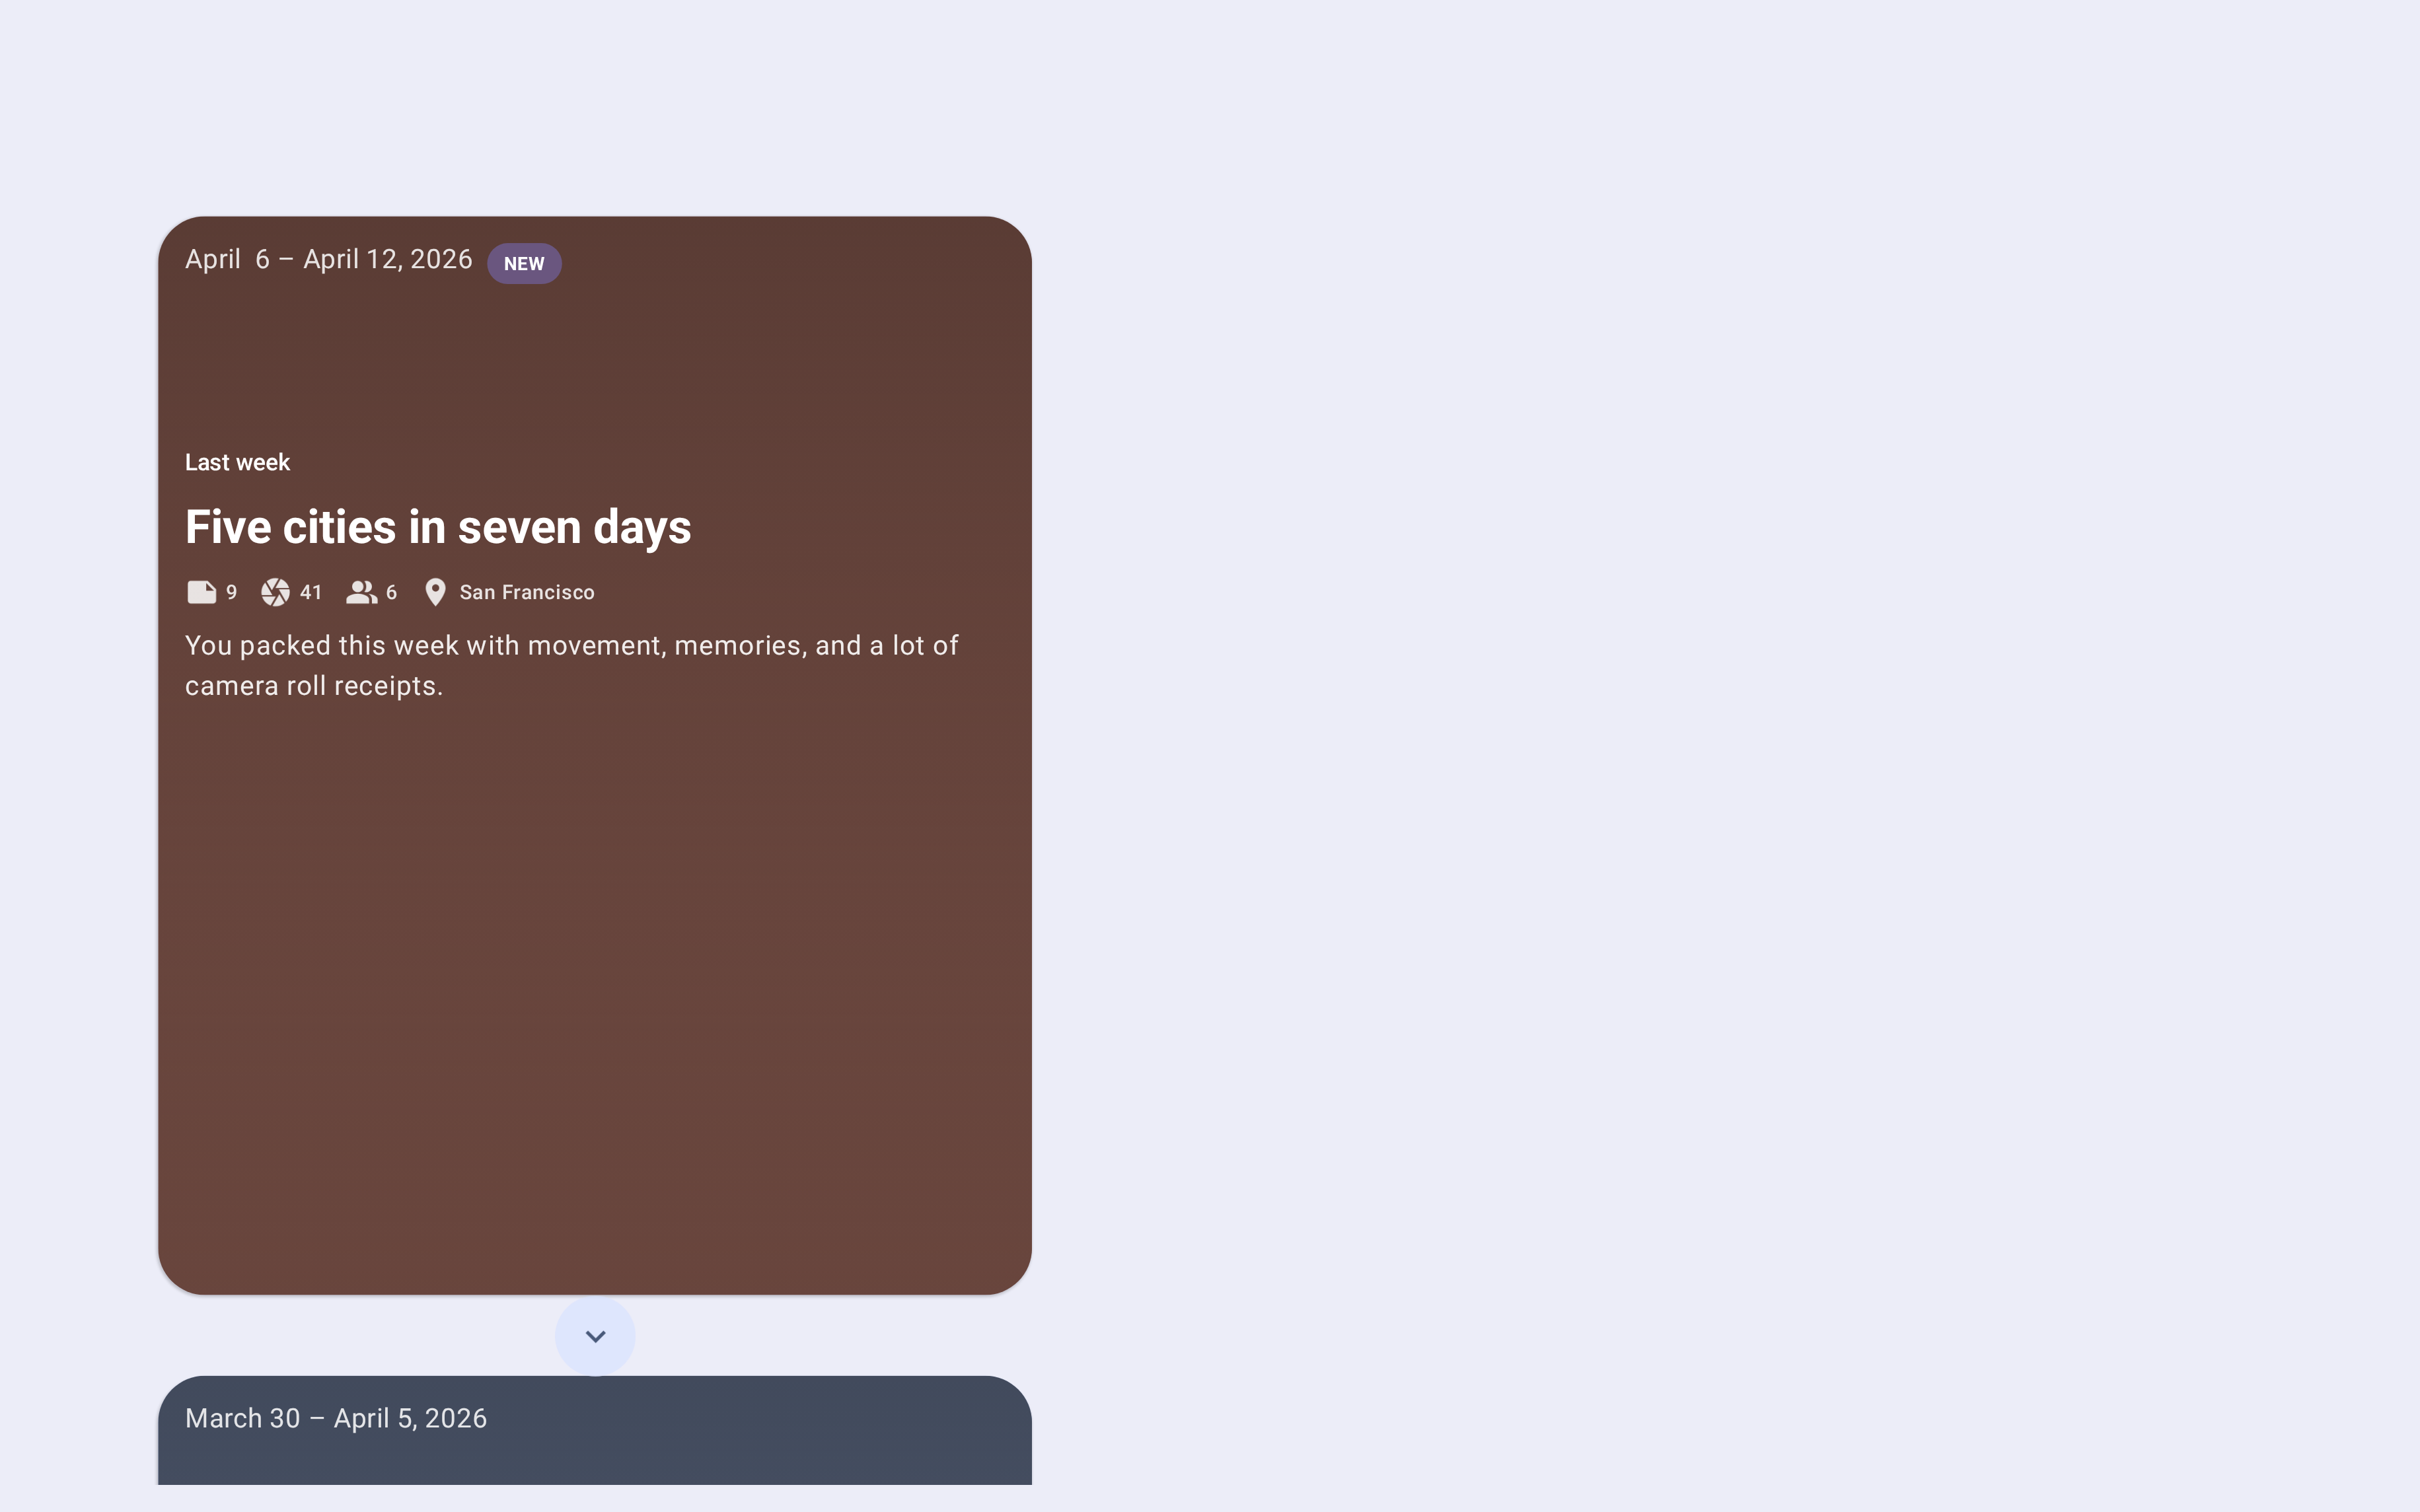 April  6 – April 12, 2026 NEW
Last week
Five cities in seven days
9 41 6 San Francisco
You packed this week with movement, memories, and a lot of
camera roll receipts.
March 30 – April 5, 2026